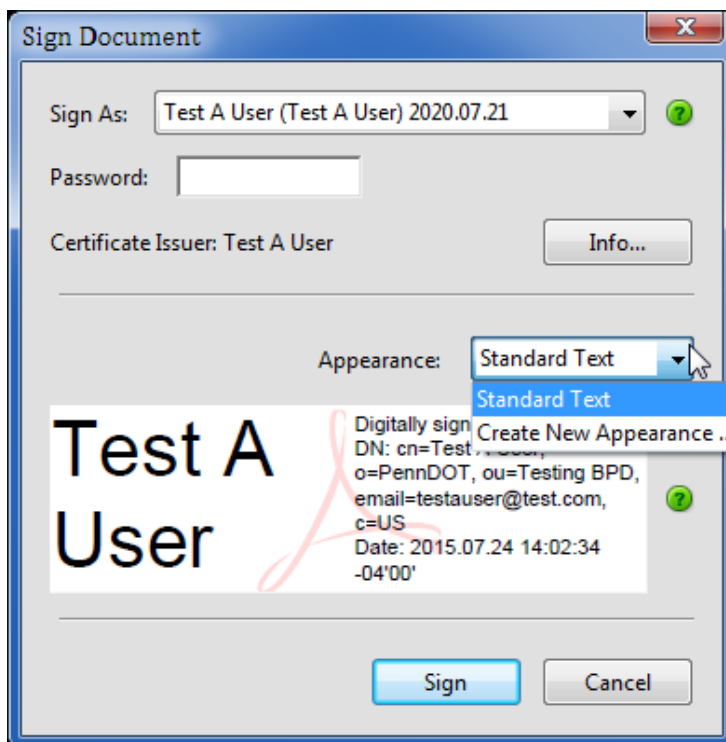 Sign Document
Sign As: Test A User (Test A User) 2020.07.21
Password:
Certificate Issuer: Test A User Info...
Appearance: Standard Text
Standard Text
Create New Appearance ..
Test A
User
Digitally sign
DN: cn=Test A User,
o=PennDOT, ou=Testing BPD,
email=testauser@test.com,
c=US
Date: 2015.07.24 14:02:34
-04'00'
Sign Cancel